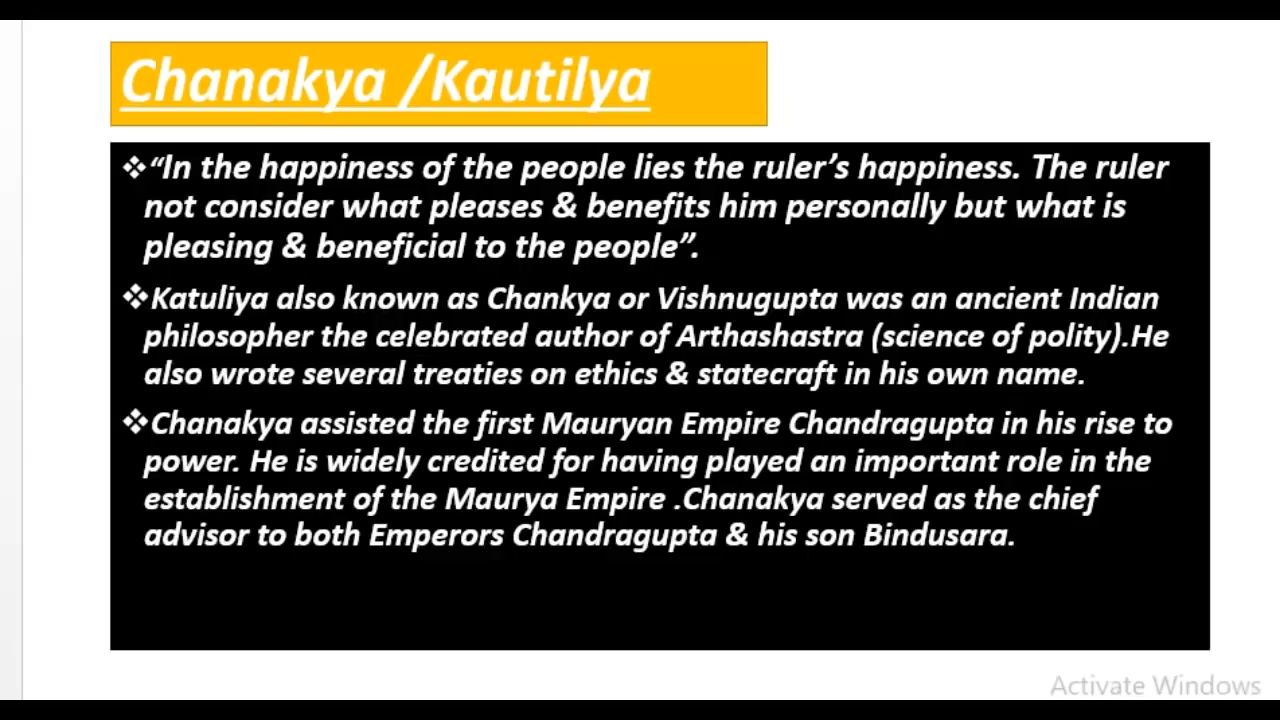 Chanakya /Kautilya
❖“In the happiness of the people lies the ruler’s happiness. The ruler
not consider what pleases & benefits him personally but what is
pleasing & beneficial to the people”.
❖Katuliya also known as Chankya or Vishnugupta was an ancient Indian
philosopher the celebrated author of Arthashastra (science of polity).He
also wrote several treaties on ethics & statecraft in his own name.
❖Chanakya assisted the first Mauryan Empire Chandragupta in his rise to
power. He is widely credited for having played an important role in the
establishment of the Maurya Empire .Chanakya served as the chief
advisor to both Emperors Chandragupta & his son Bindusara.
Activate Windows